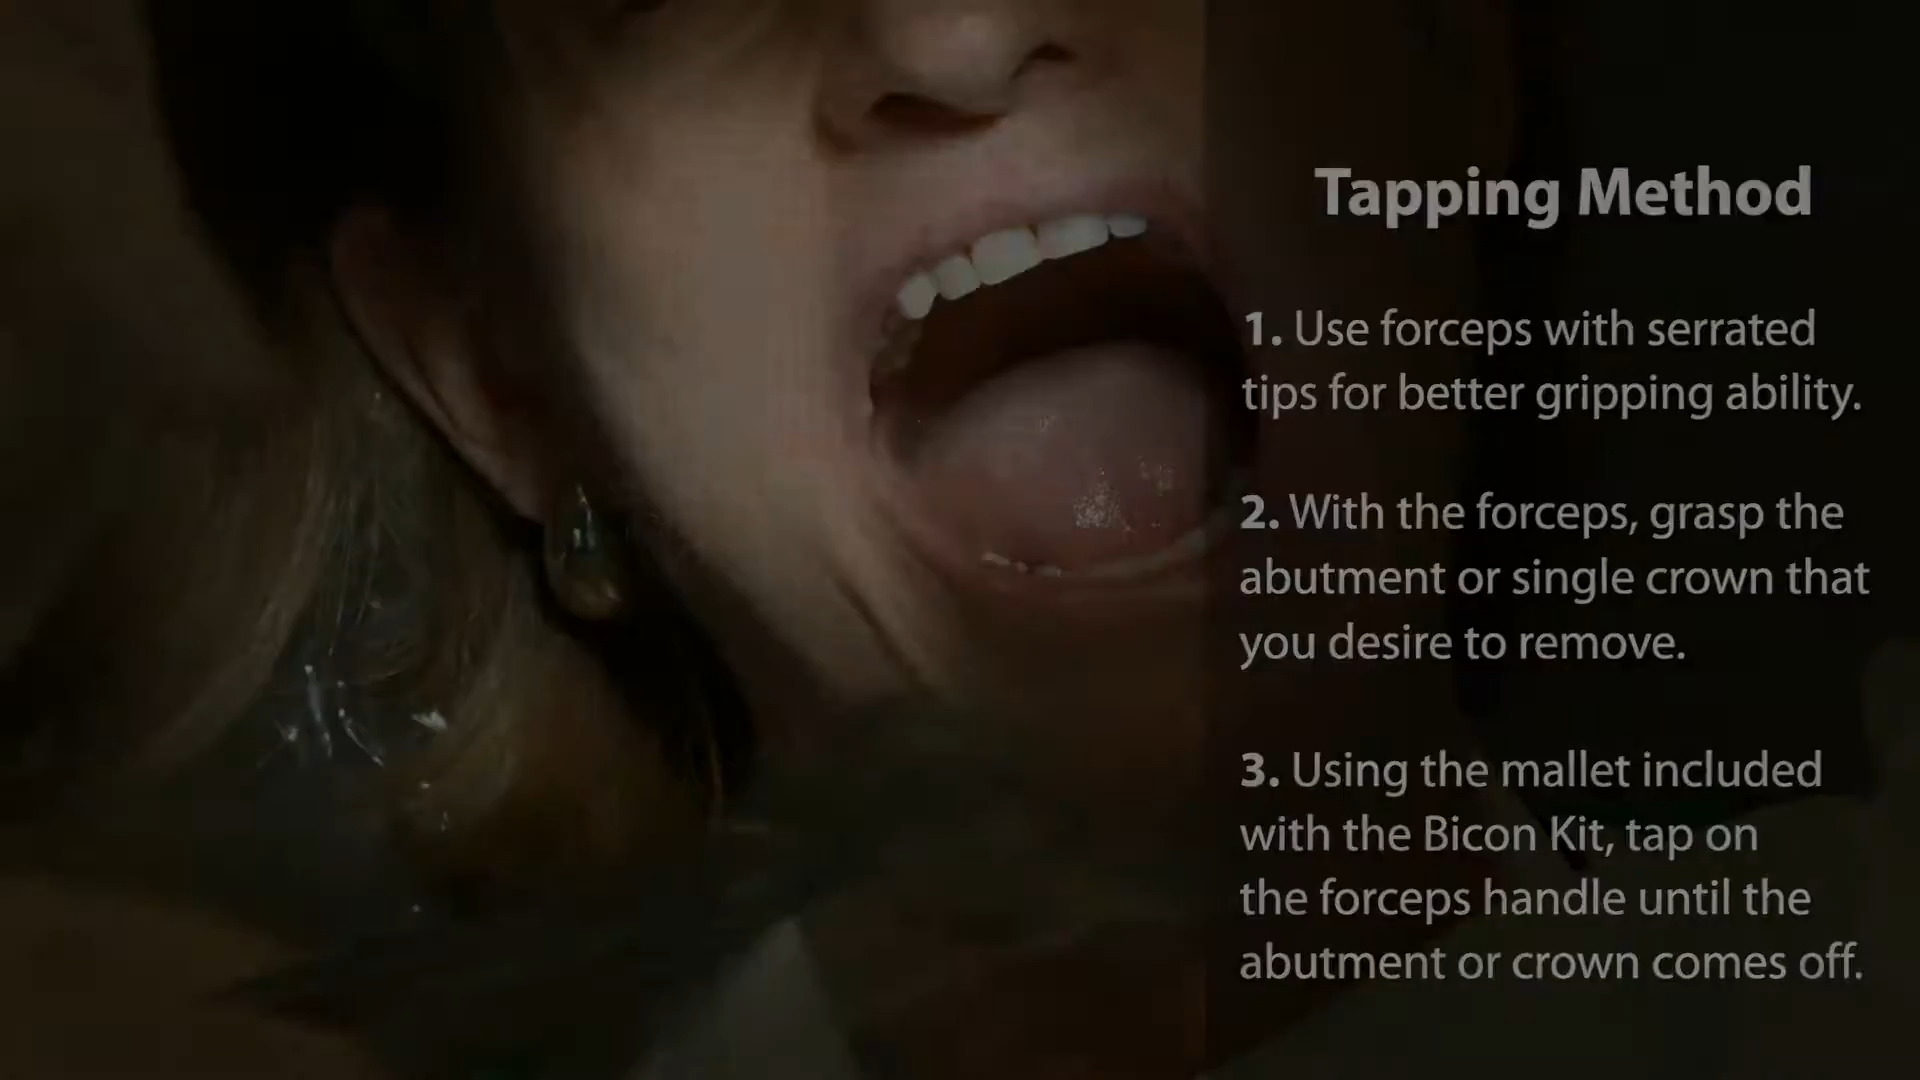 Tapping Method
1. Use forceps with serrated
tips for better gripping ability.
2. With the forceps, grasp the
abutment or single crown that
you desire to remove.
3. Using the mallet included
with the Bicon Kit, tap on
the forceps handle until the
abutment or crown comes off.